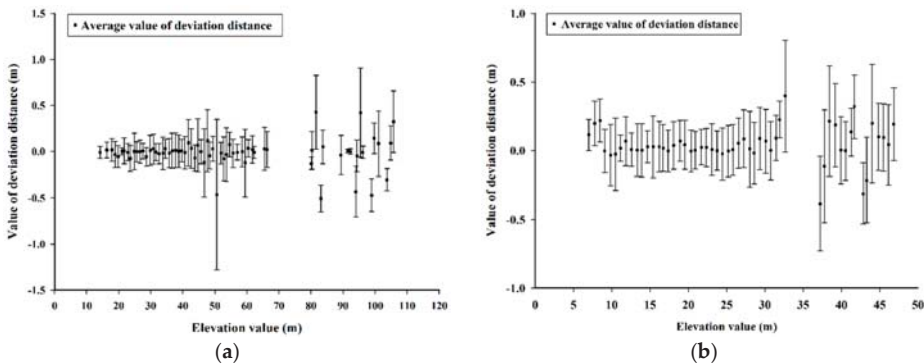 Average value of deviation distance
1.5
1.0
0.5
0.0
-0.5
-1.0
-1.5
Value of deviation distance (m)
0 10 20 30 40 50 60 70 80 90 100 110 120
Elevation value (m)
(a)
Average value of deviation distance
1.0
0.5
0.0
-0.5
-1.0
Value of deviation distance (m)
0 5 10 15 20 25 30 35 40 45 50
Elevation value (m)
(b)